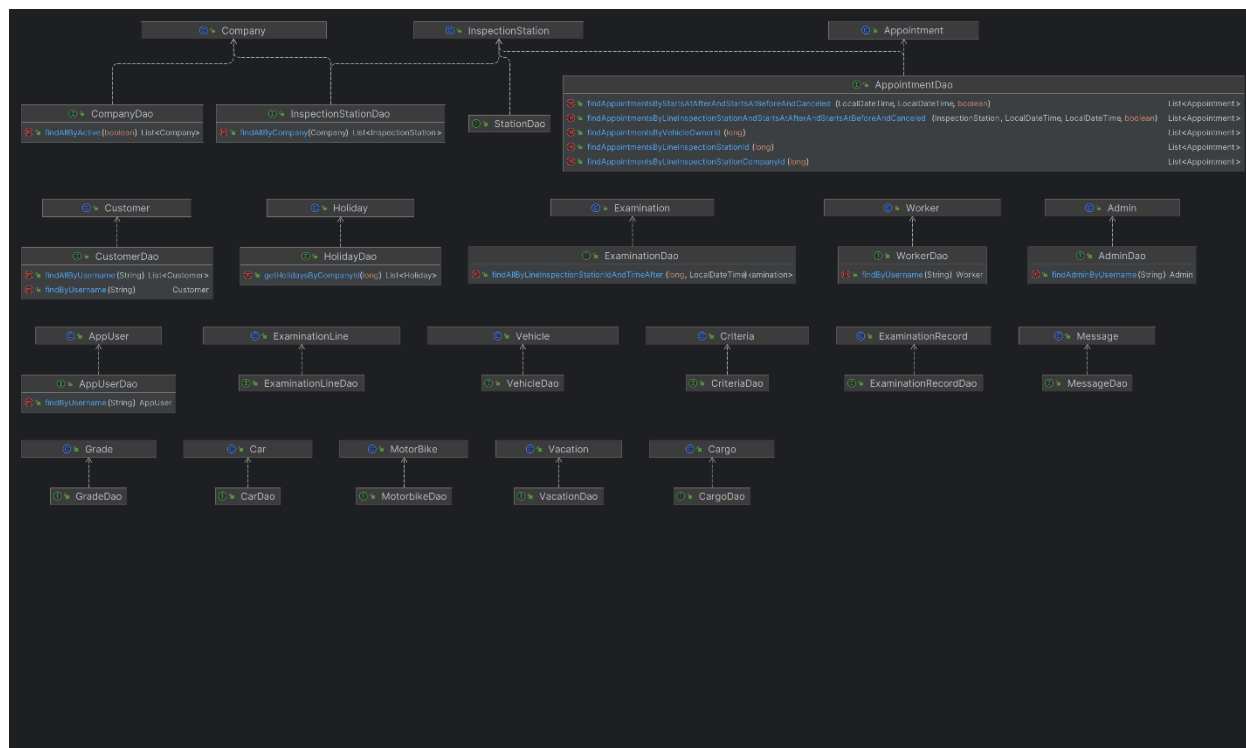 Company
InspectionStation
Appointment
CompanyDao
findAllByActive(boolean) List<Company>
InspectionStationDao
findAllByCompany(Company) List<InspectionStation>
StationDao
AppointmentDao
findAppointmentsByStartsAtAfterAndStartsAtBeforeAndCanceled (LocalDateTime, LocalDateTime, boolean) List<Appointment>
findAppointmentsByLineInspectionStationAndStartsAtAfterAndStartsAtBeforeAndCanceled (InspectionStation, LocalDateTime, LocalDateTime, boolean) List<Appointment>
findAppointmentsByVehicleOwnerId (long) List<Appointment>
findAppointmentsByLineInspectionStationId (long) List<Appointment>
findAppointmentsByLineInspectionStationCompanyId (long) List<Appointment>
Customer
Holiday
Examination
Worker
Admin
CustomerDao
findAllByUsername(String) List<Customer>
findByUsername(String) Customer
HolidayDao
getHolidaysByCompanyId(long) List<Holiday>
ExaminationDao
findAllByLineInspectionStationIdAndTimeAfter (long, LocalDateTime xamination>
WorkerDao
findByUsername(String) Worker
AdminDao
findAdminByUsername(String) Admin
AppUser
ExaminationLine
Vehicle
Criteria
ExaminationRecord
Message
AppUserDao
findByUsername(String) AppUser
ExaminationLineDao
VehicleDao
CriteriaDao
ExaminationRecordDao
MessageDao
Grade
Car
MotorBike
Vacation
Cargo
GradeDao
CarDao
MotorbikeDao
VacationDao
CargoDao